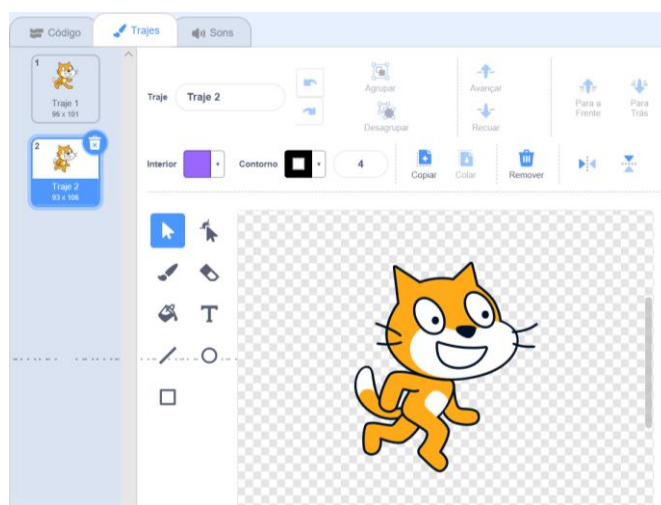 Código
Trajes
Sons
1
Traje 1
96 x 101
2
Traje 2
93 x 106
Traje
Traje 2
Agrupar
Desagrupar
Avançar
Recuar
Para a
Frente
Para
Trás
Interior
Contorno
4
Copiar
Colar
Remover
T